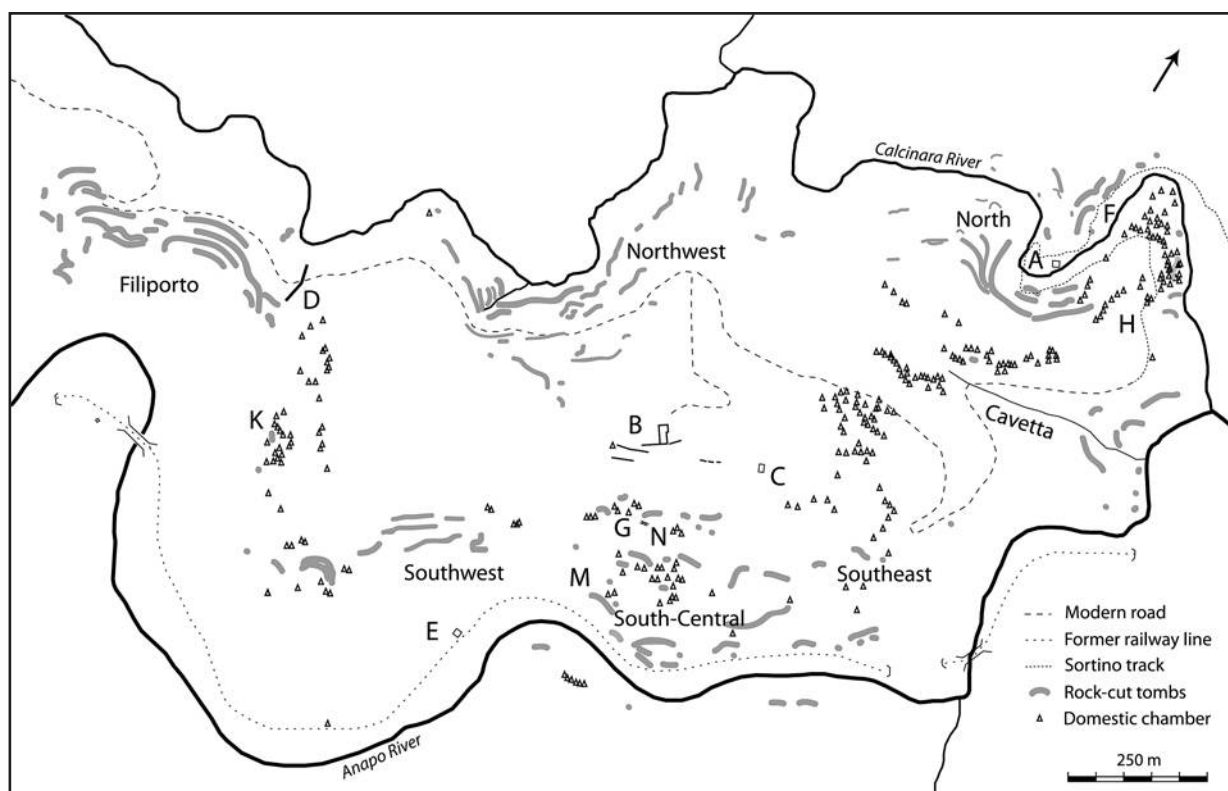 Calcinara River
North
F
Northwest
A
Filiporto
D
H
K
B
Cavetta
C
G
N
Southwest
M
Southeast
South-Central
E
Anapo River
Modern road
Former railway line
Sortino track
Rock-cut tombs
Domestic chamber
250 m